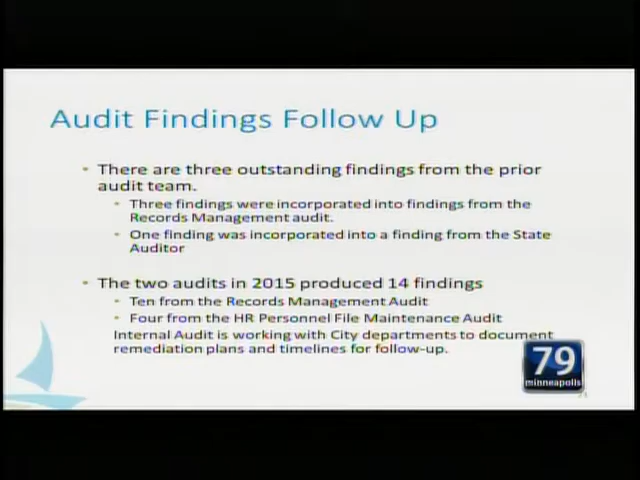 Audit Findings Follow Up
• There are three outstanding findings from the prior
audit team.
• Three findings were incorporated into findings from the
Records Management audit.
• One finding was incorporated into a finding from the State
Auditor
• The two audits in 2015 produced 14 findings
• Ten from the Records Management Audit
• Four from the HR Personnel File Maintenance Audit
Internal Audit is working with City departments to document
remediation plans and timelines for follow-up.
79
minneapolis